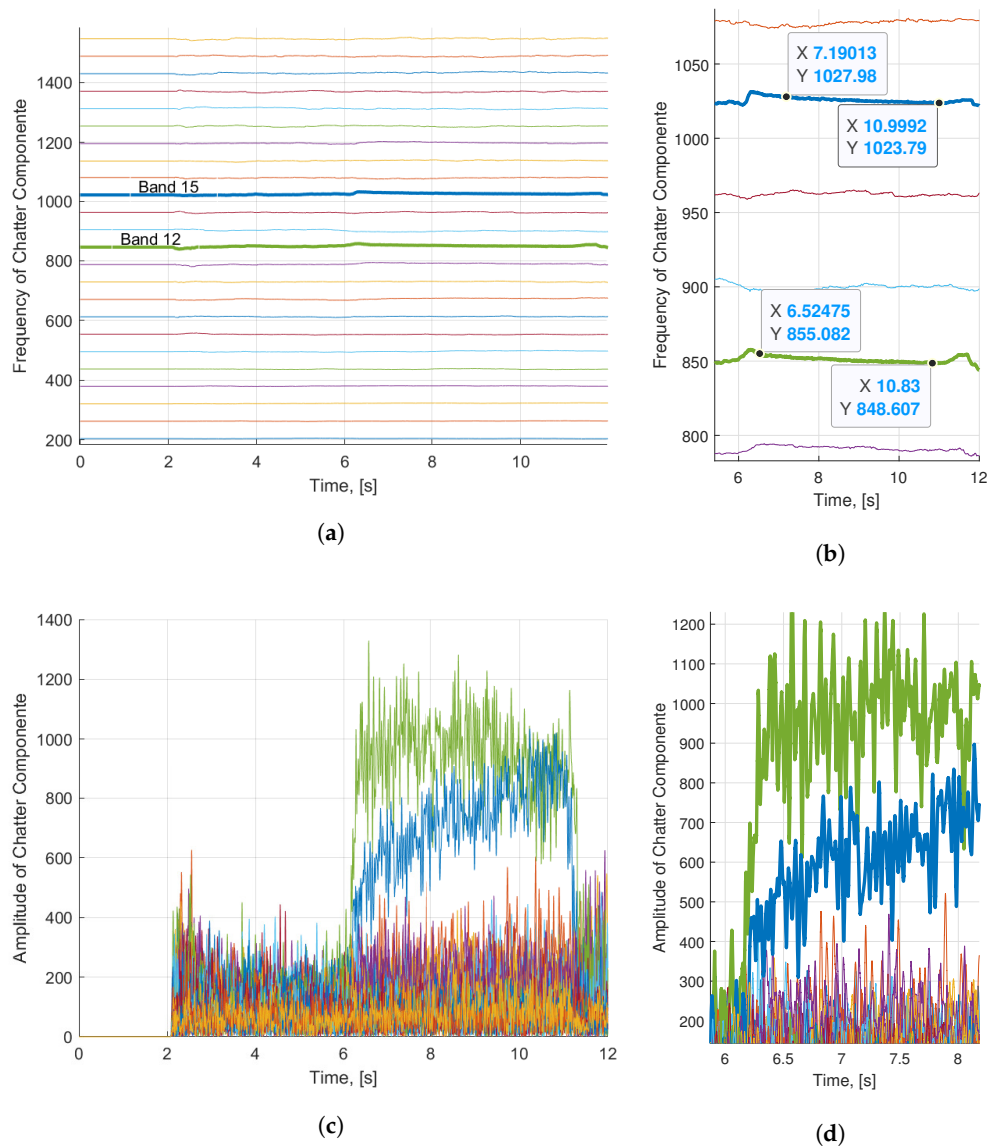 Frequency of Chatter Componente
1400
1200
1000
800
600
400
200
Band 15
Band 12
0
2
4
6
8
10
Time, [s]
(a)
Frequency of Chatter Componente
1050
1000
950
900
850
800
X 7.19013
Y 1027.98
X 10.9992
Y 1023.79
X 6.52475
Y 855.082
X 10.83
Y 848.607
6
8
10
12
Time, [s]
(b)
Amplitude of Chatter Componente
1400
1200
1000
800
600
400
200
0
0
2
4
6
8
10
12
Time, [s]
(c)
Amplitude of Chatter Componente
1200
1100
1000
900
800
700
600
500
400
300
200
6
6.5
7
7.5
8
Time, [s]
(d)